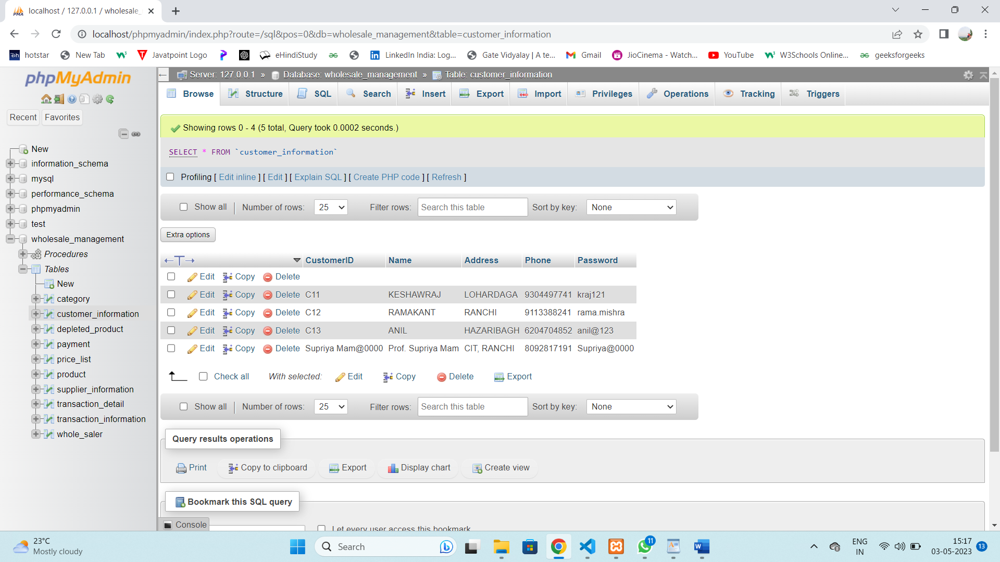 localhost / 127.0.0.1 / wholesale_
localhost/phpmyadmin/index.php?route=/sql&pos=0&db=wholesale_management&table=customer_information
hotstar New Tab Javatpoint Logo eHindiStudy LinkedIn India: Log... Gate Vidyalay | A te... Gmail JioCinema - Watch... YouTube W3Schools Online... geeksforgeeks
phpMyAdmin
Recent Favorites
New
information_schema
mysql
performance_schema
phpmyadmin
test
wholesale_management
Procedures
Tables
New
category
customer_information
depleted_product
payment
price_list
product
supplier_information
transaction_detail
transaction_information
whole_saler
Server: 127.0.0.1 » Database: wholesale_management » Table: customer_information
Browse Structure SQL Search Insert Export Import Privileges Operations Tracking Triggers
Showing rows 0 - 4 (5 total, Query took 0.0002 seconds.)
SELECT * FROM `customer_information`
Profiling [ Edit inline ] [ Edit ] [ Explain SQL ] [ Create PHP code ] [ Refresh ]
Show all | Number of rows: 25 Filter rows: Search this table Sort by key: None
Extra options
←T→ CustomerID Name Address Phone Password
Edit Copy Delete
Edit Copy Delete C11 KESHAWRAJ LOHARDAGA 9304497741 kraj121
Edit Copy Delete C12 RAMAKANT RANCHI 9113388241 rama.mishra
Edit Copy Delete C13 ANIL HAZARIBAGH 6204704852 anil@123
Edit Copy Delete Supriya Mam@0000 Prof. Supriya Mam CIT, RANCHI 8092817191 Supriya@0000
Check all With selected: Edit Copy Delete Export
Show all | Number of rows: 25 Filter rows: Search this table Sort by key: None
Query results operations
Print Copy to clipboard Export Display chart Create view
Bookmark this SQL query
Console
Let every user access this bookmark
23°C
Mostly cloudy
Search
11
ENG
IN
15:17
03-05-2023
13